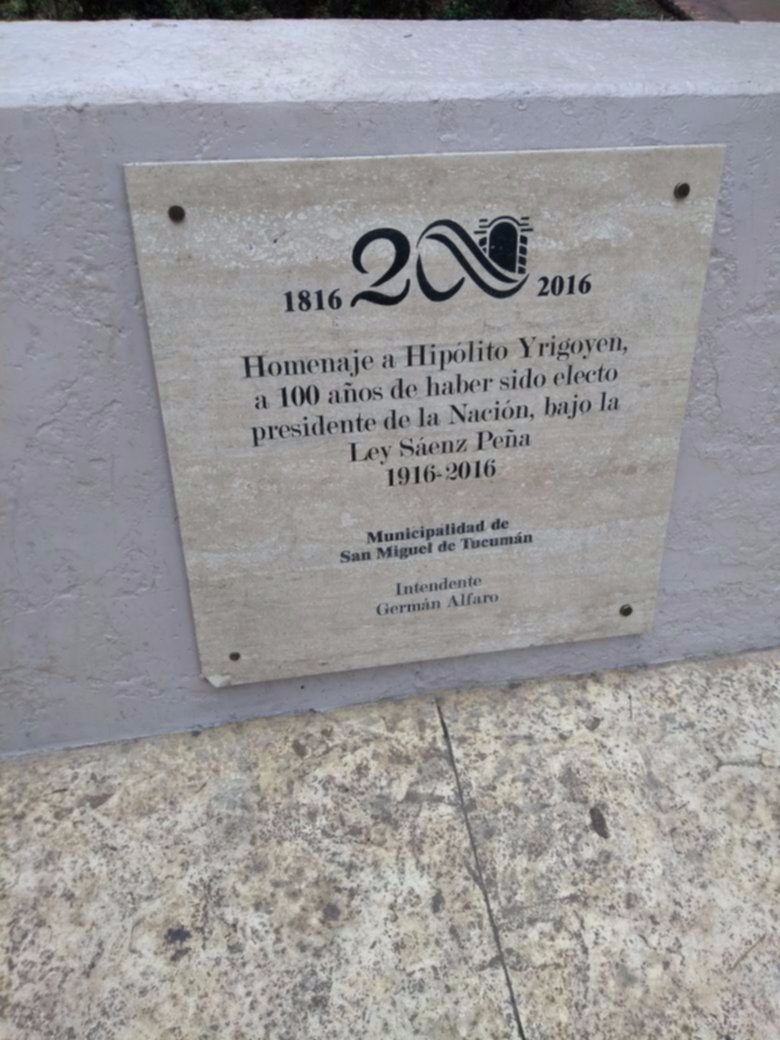 1816 200 2016
Homenaje a Hipólito Yrigoyen,
a 100 años de haber sido electo
presidente de la Nación, bajo la
Ley Sáenz Peña
1916-2016
Municipalidad de
San Miguel de Tucumán
Intendente
Germán Alfaro